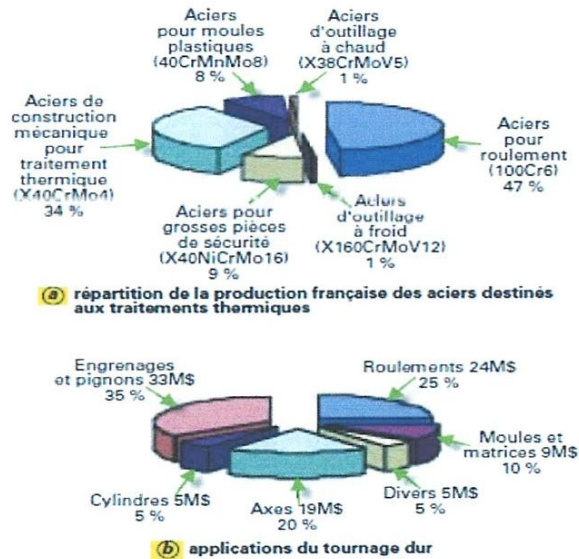 Aciers
pour moules
plastiques
(40CrMnMo8)
8 %
Aciers
d'outillage
à chaud
(X38CrMoV5)
1 %
Aciers de
construction
mécanique
pour
traitement
thermique
(X40CrMo4)
34 %
Aciers
pour
roulement
(100Cr6)
47 %
Aciers pour
grosses pièces
de sécurité
(X40NiCrMo16)
9 %
Aciers
d'outillage
à froid
(X160CrMoV12)
1 %
a répartition de la production française des aciers destinés
aux traitements thermiques
Engrenages
et pignons 33M$
35 %
Roulements 24M$
25 %
Moules et
matrices 9M$
10 %
Cylindres 5M$
5 %
Axes 19M$
20 %
Divers 5M$
5 %
b applications du tournage dur